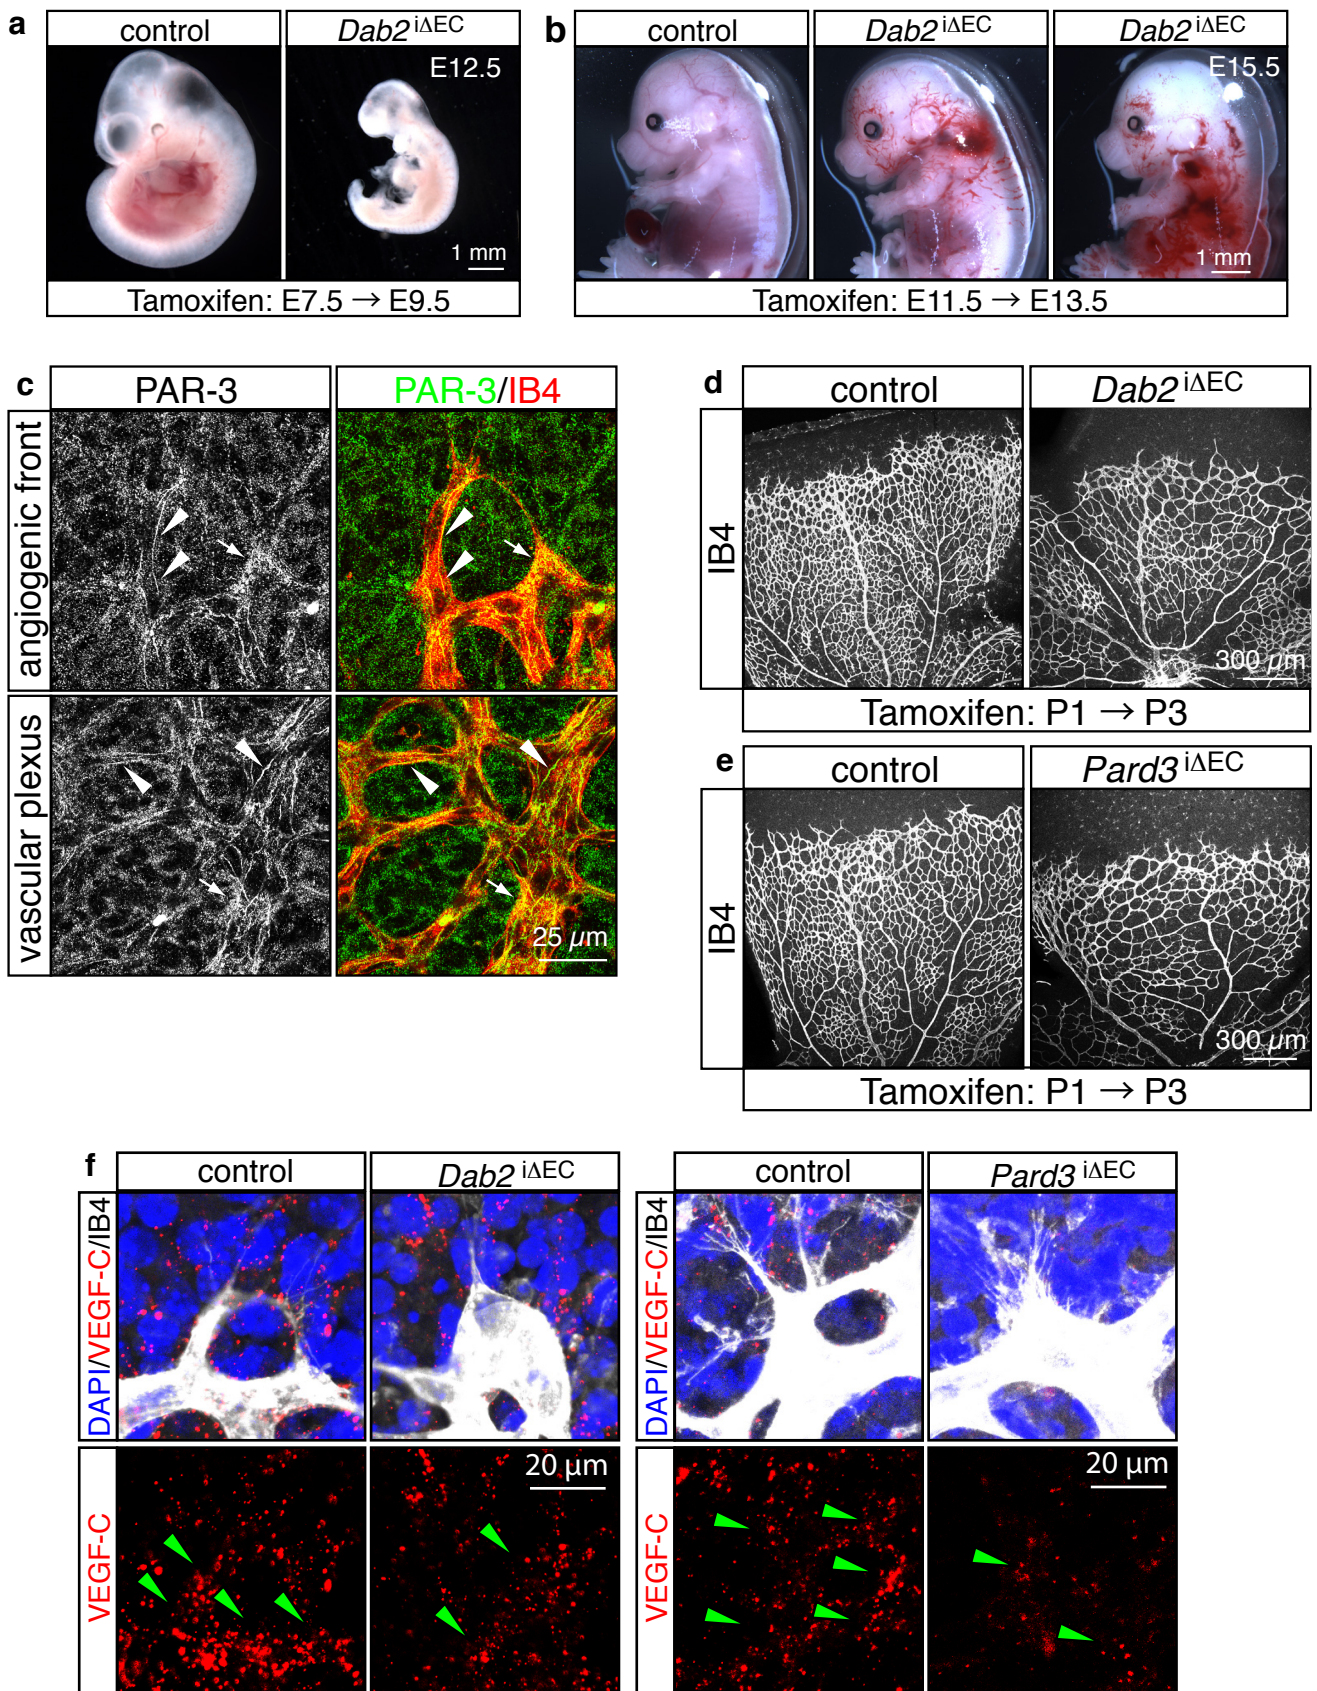 a
control
Dab2 iΔEC
E12.5
1 mm
Tamoxifen: E7.5 → E9.5
b
control
Dab2 iΔEC
Dab2 iΔEC
E15.5
1 mm
Tamoxifen: E11.5 → E13.5
c
PAR-3
PAR-3/IB4
angiogenic front
vascular plexus
25 µm
d
control
Dab2 iΔEC
IB4
300 µm
Tamoxifen: P1 → P3
e
control
Pard3 iΔEC
IB4
300 µm
Tamoxifen: P1 → P3
f
control
Dab2 iΔEC
control
Pard3 iΔEC
DAPI/VEGF-C/IB4
DAPI/VEGF-C/IB4
VEGF-C
20 µm
VEGF-C
20 µm